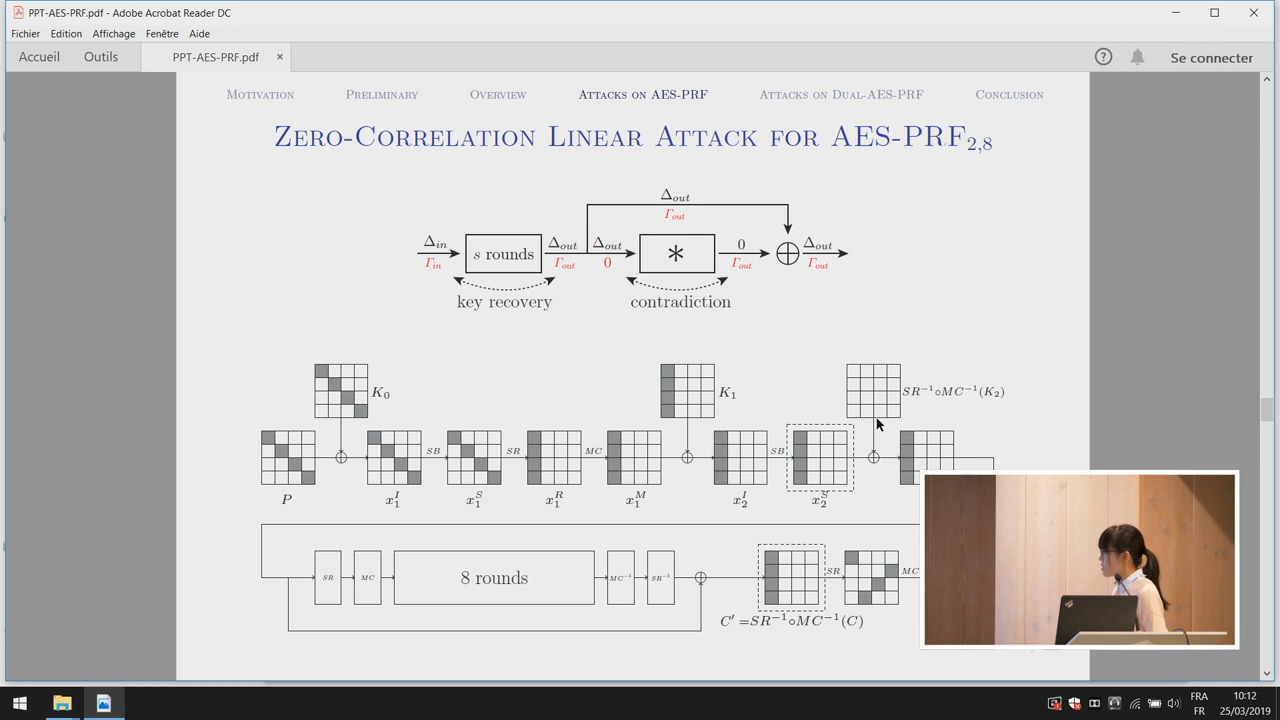 PPT-AES-PRF.pdf - Adobe Acrobat Reader DC
Fichier Edition Affichage Fenêtre Aide
Accueil Outils PPT-AES-PRF.pdf × Se connecter
Motivation Preliminary Overview Attacks on AES-PRF Attacks on Dual-AES-PRF Conclusion
Zero-Correlation Linear Attack for AES-PRF₂,₈
Δout
Γout
Δin s rounds Δout Δout * 0 Δout
Γin Γout 0 Γout Γout
key recovery contradiction
K₀ K₁ SR⁻¹∘MC⁻¹(K₂)
SB SR MC SB
P x₁ᴵ x₁ˢ x₁ᴿ x₁ᴹ x₂ᴵ x₂ˢ
SR MC 8 rounds MC⁻¹ SR⁻¹ SR MC
C′ =SR⁻¹∘MC⁻¹(C)
FRA 10:12
FR 25/03/2019